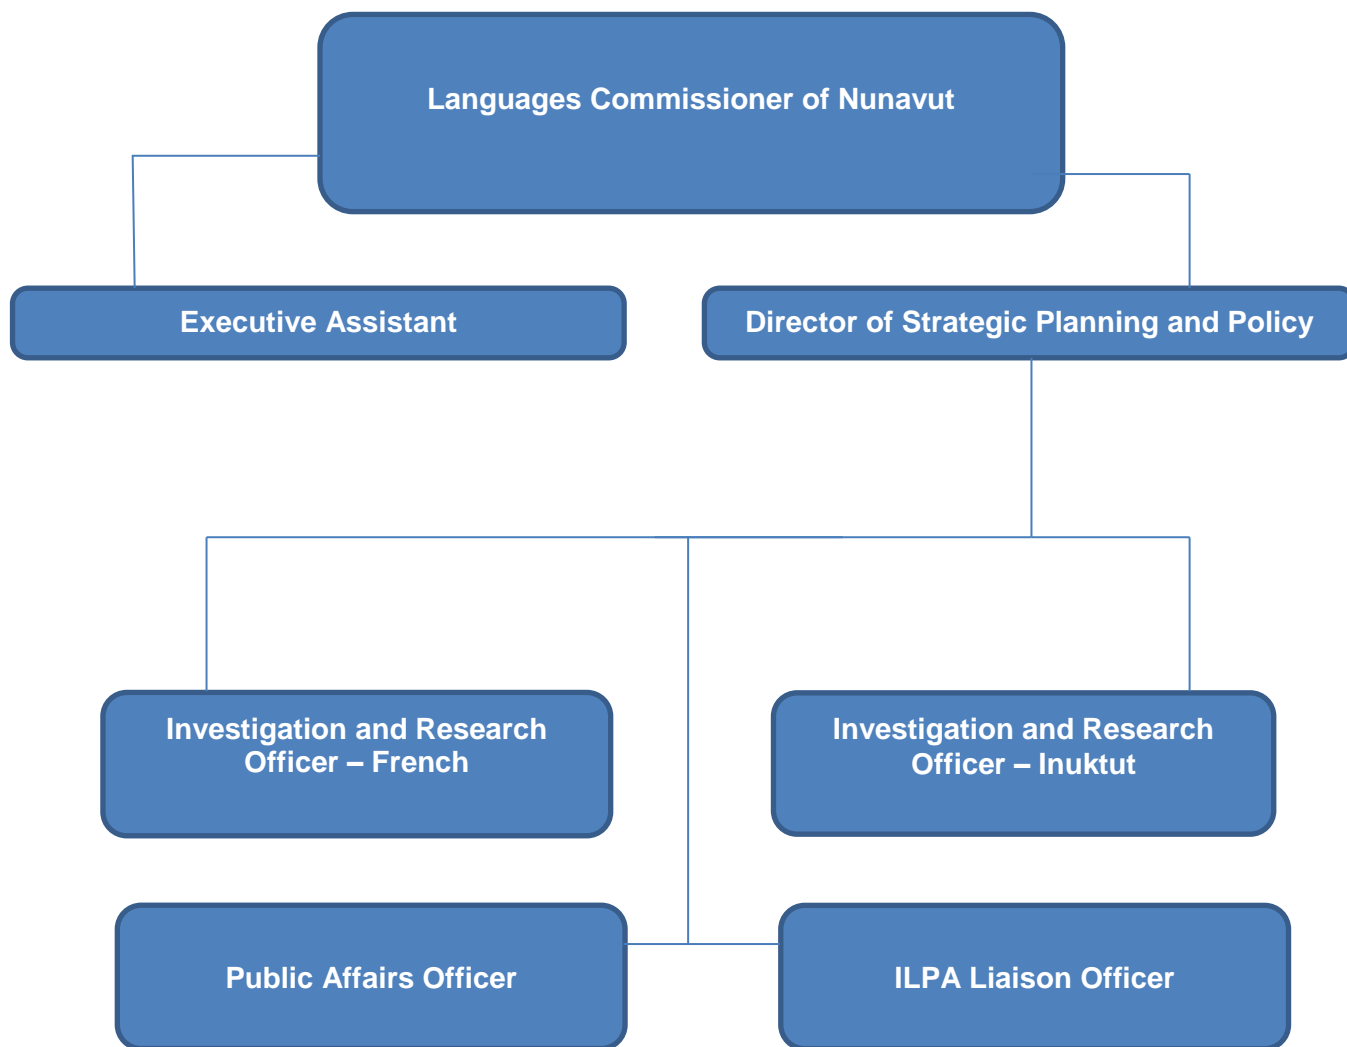 Languages Commissioner of Nunavut
Executive Assistant
Director of Strategic Planning and Policy
Investigation and Research
Officer – French
Investigation and Research
Officer – Inuktut
Public Affairs Officer
ILPA Liaison Officer